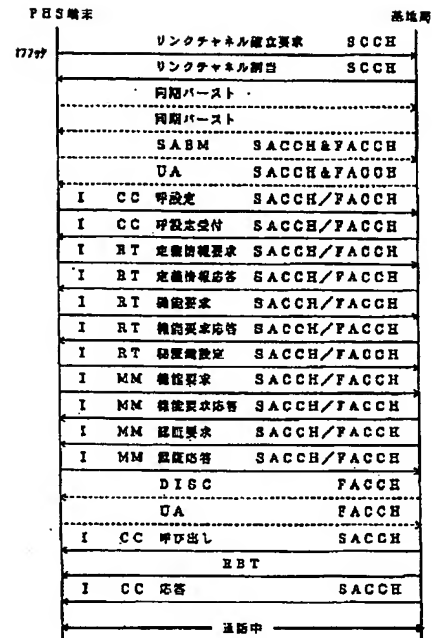 PHS端末 基地局
オフフック
リンクチャネル確立要求 SCCH
リンクチャネル割当 SCCH
同期バースト
同期バースト
SABM SACCH&FACCH
UA SACCH&FACCH
I CC 呼設定 SACCH/FACCH
I CC 呼設定受付 SACCH/FACCH
I RT 定義情報要求 SACCH/FACCH
I RT 定義情報応答 SACCH/FACCH
I RT 機能要求 SACCH/FACCH
I RT 機能要求応答 SACCH/FACCH
I RT 秘匿鍵設定 SACCH/FACCH
I MM 機能要求 SACCH/FACCH
I MM 機能要求応答 SACCH/FACCH
I MM 認証要求 SACCH/FACCH
I MM 認証応答 SACCH/FACCH
DISC FACCH
UA FACCH
I CC 呼び出し SACCH
RBT
I CC 応答 SACCH
通話中